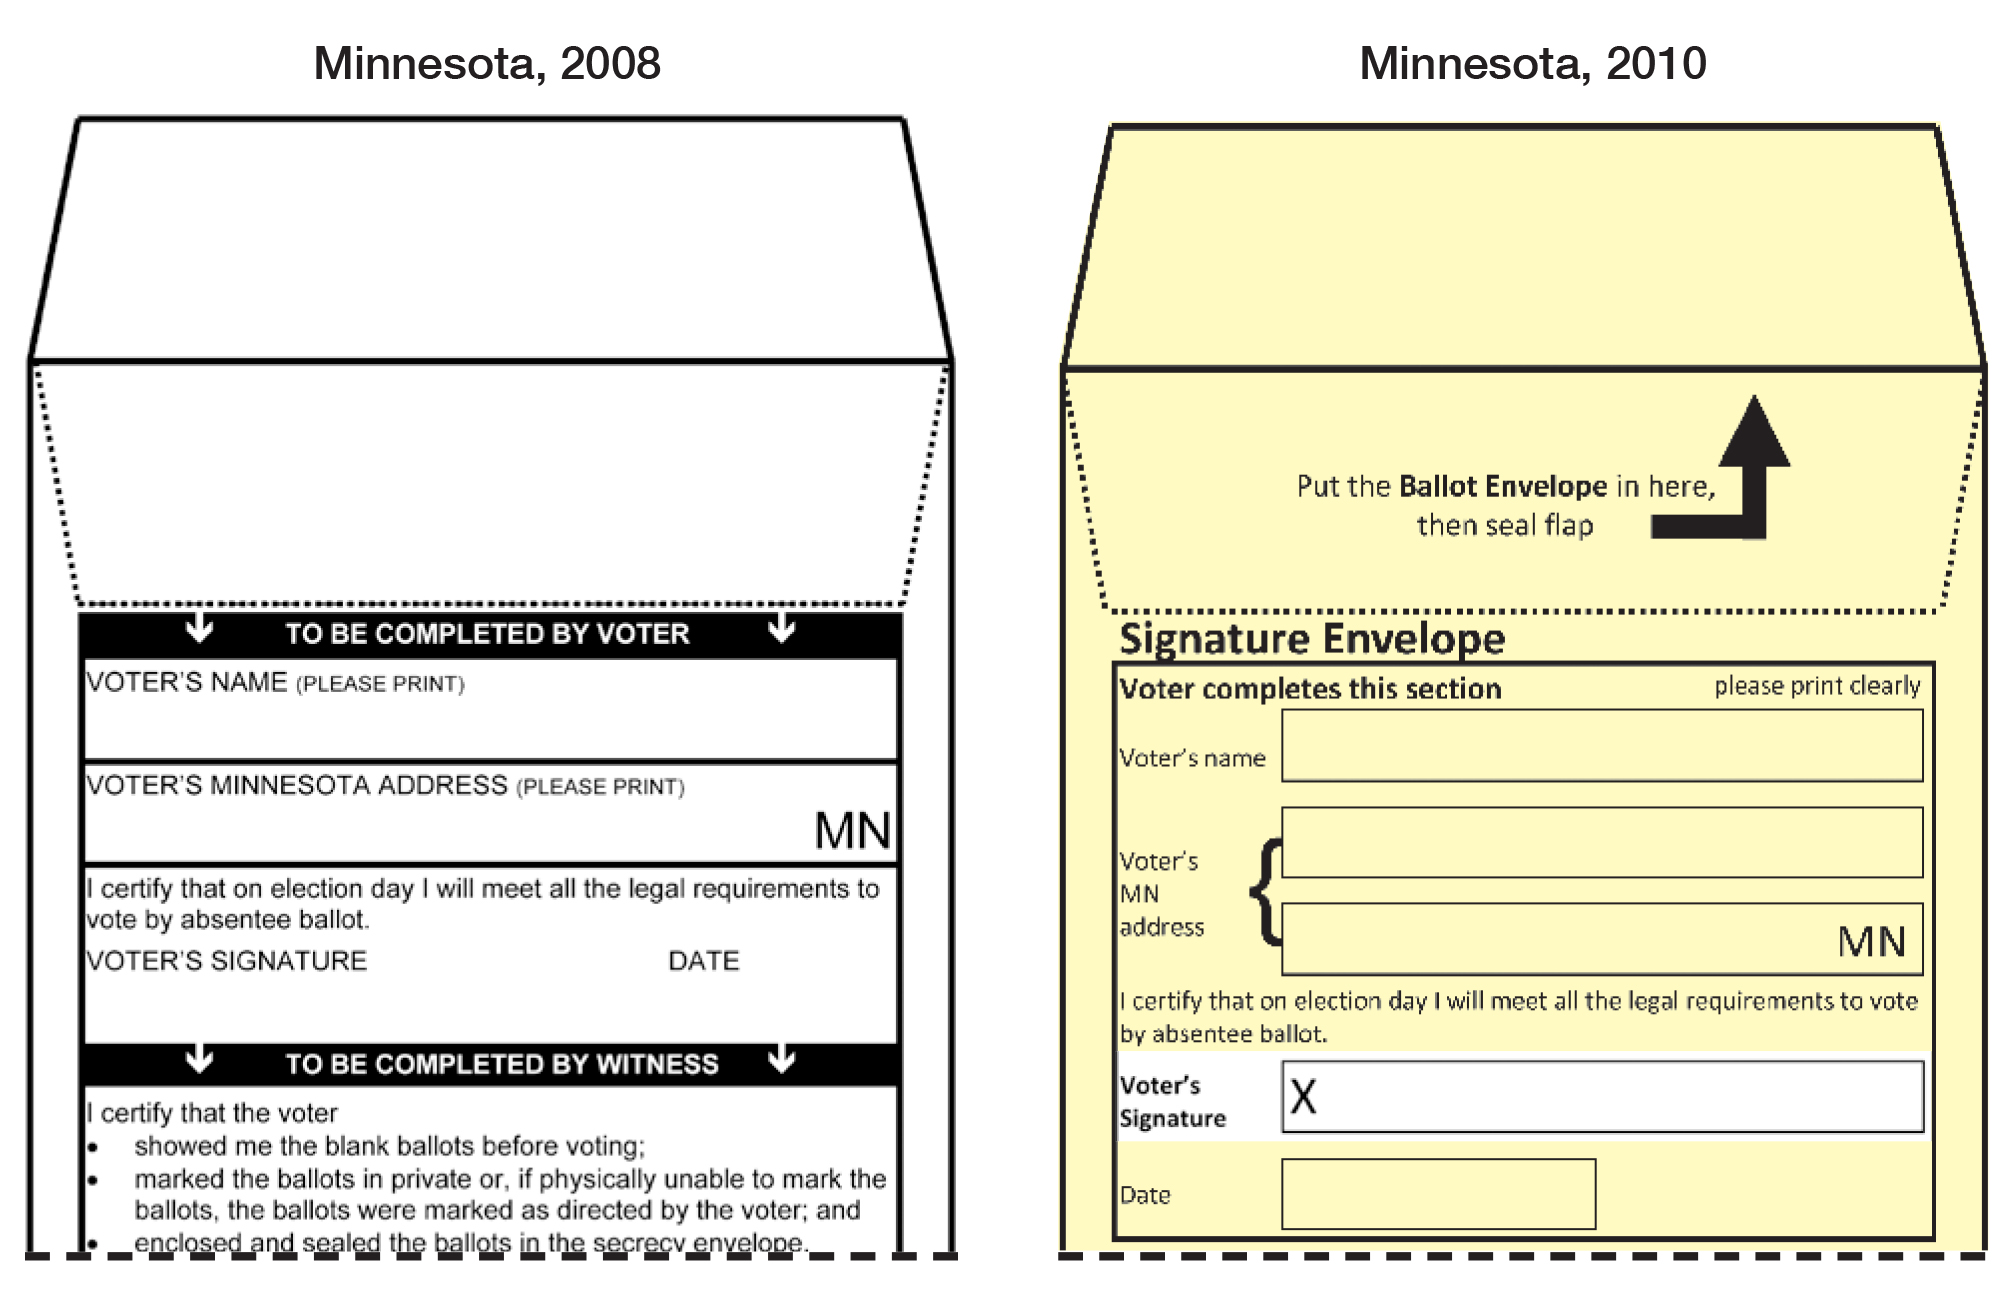 Minnesota, 2008
TO BE COMPLETED BY VOTER
VOTER'S NAME (PLEASE PRINT)
VOTER'S MINNESOTA ADDRESS (PLEASE PRINT)
MN
I certify that on election day I will meet all the legal requirements to
vote by absentee ballot.
VOTER'S SIGNATURE DATE
TO BE COMPLETED BY WITNESS
I certify that the voter
• showed me the blank ballots before voting;
• marked the ballots in private or, if physically unable to mark the
ballots, the ballots were marked as directed by the voter; and
• enclosed and sealed the ballots in the secrecy envelope.
Minnesota, 2010
Put the Ballot Envelope in here,
then seal flap
Signature Envelope
Voter completes this section please print clearly
Voter's name
Voter's
MN
address
MN
I certify that on election day I will meet all the legal requirements to vote
by absentee ballot.
Voter's
Signature
X
Date